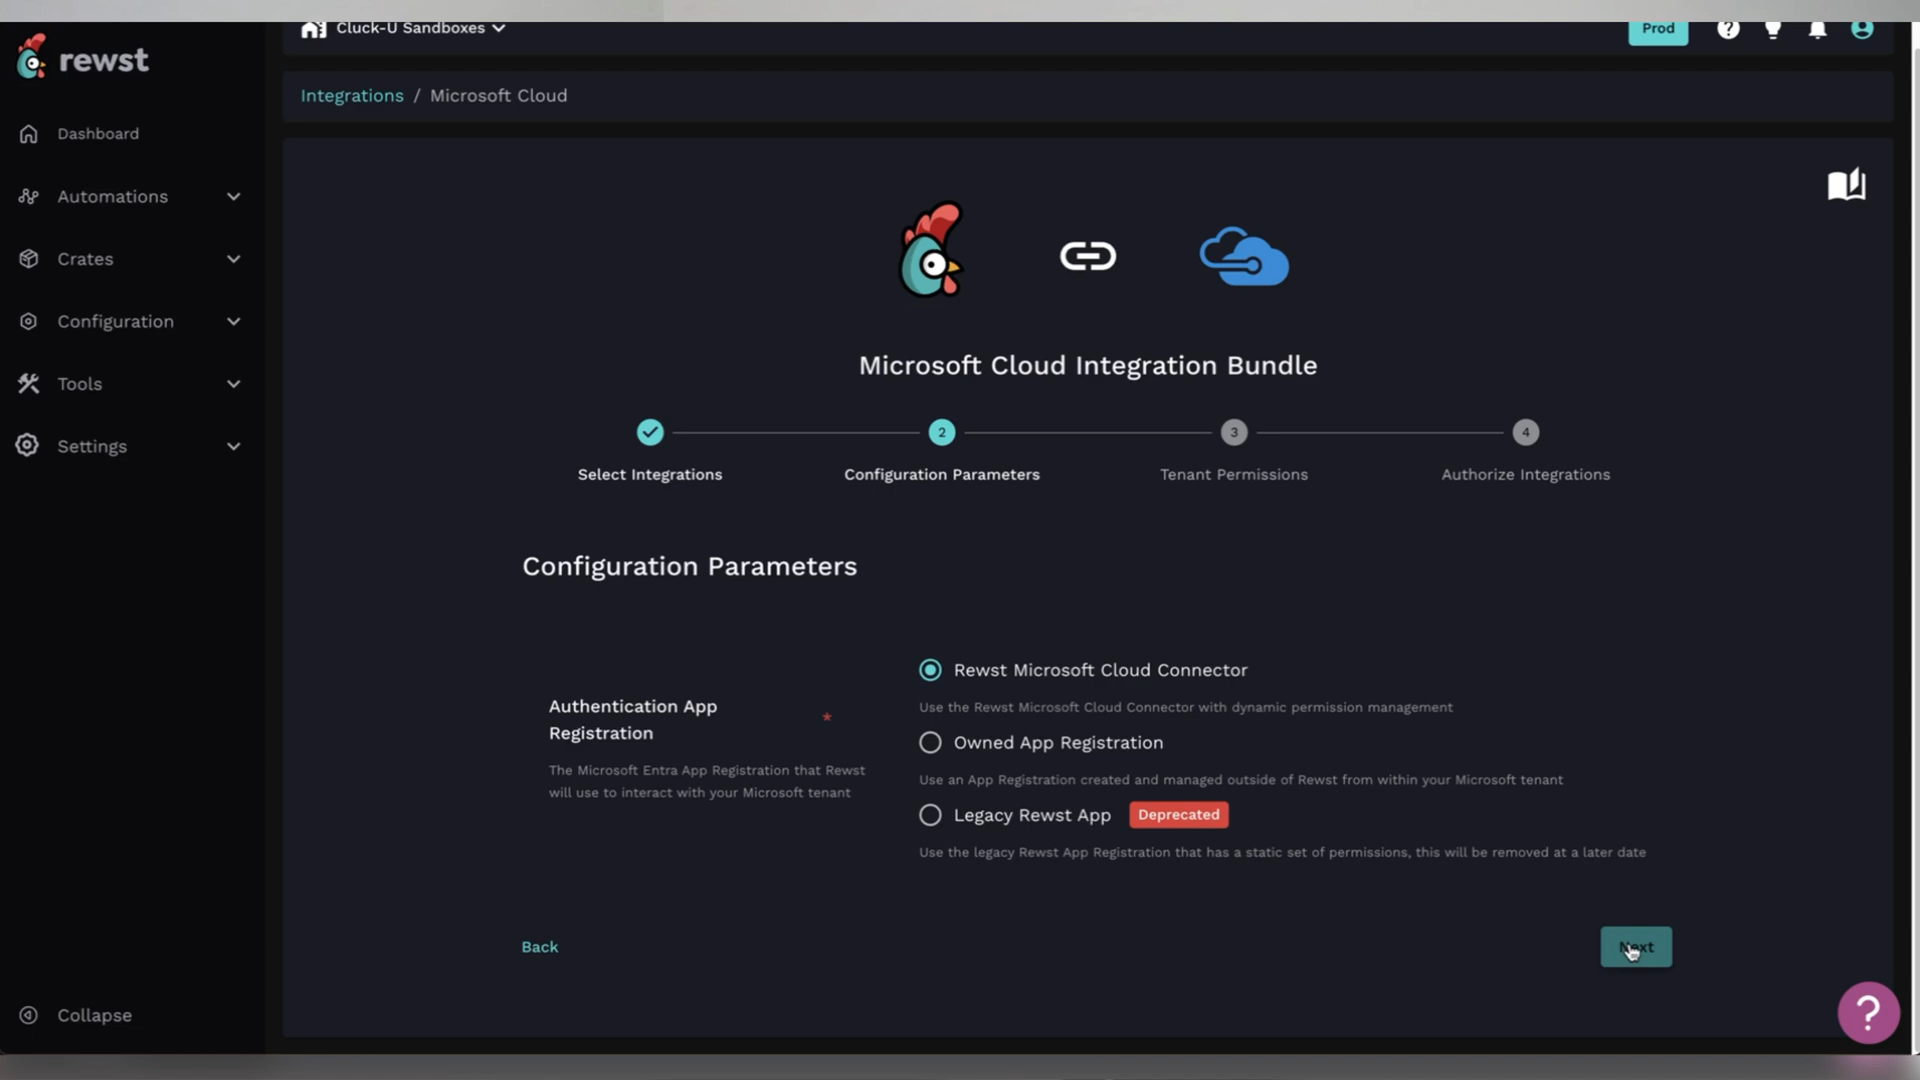 rewst
Cluck-U Sandboxes
Prod
Integrations / Microsoft Cloud
Dashboard
Automations
Crates
Configuration
Tools
Settings
Collapse
Microsoft Cloud Integration Bundle
2
3
4
Select Integrations
Configuration Parameters
Tenant Permissions
Authorize Integrations
Configuration Parameters
Authentication App
Registration
*
The Microsoft Entra App Registration that Rewst
will use to interact with your Microsoft tenant
Rewst Microsoft Cloud Connector
Use the Rewst Microsoft Cloud Connector with dynamic permission management
Owned App Registration
Use an App Registration created and managed outside of Rewst from within your Microsoft tenant
Legacy Rewst App Deprecated
Use the legacy Rewst App Registration that has a static set of permissions, this will be removed at a later date
Back
Next
?